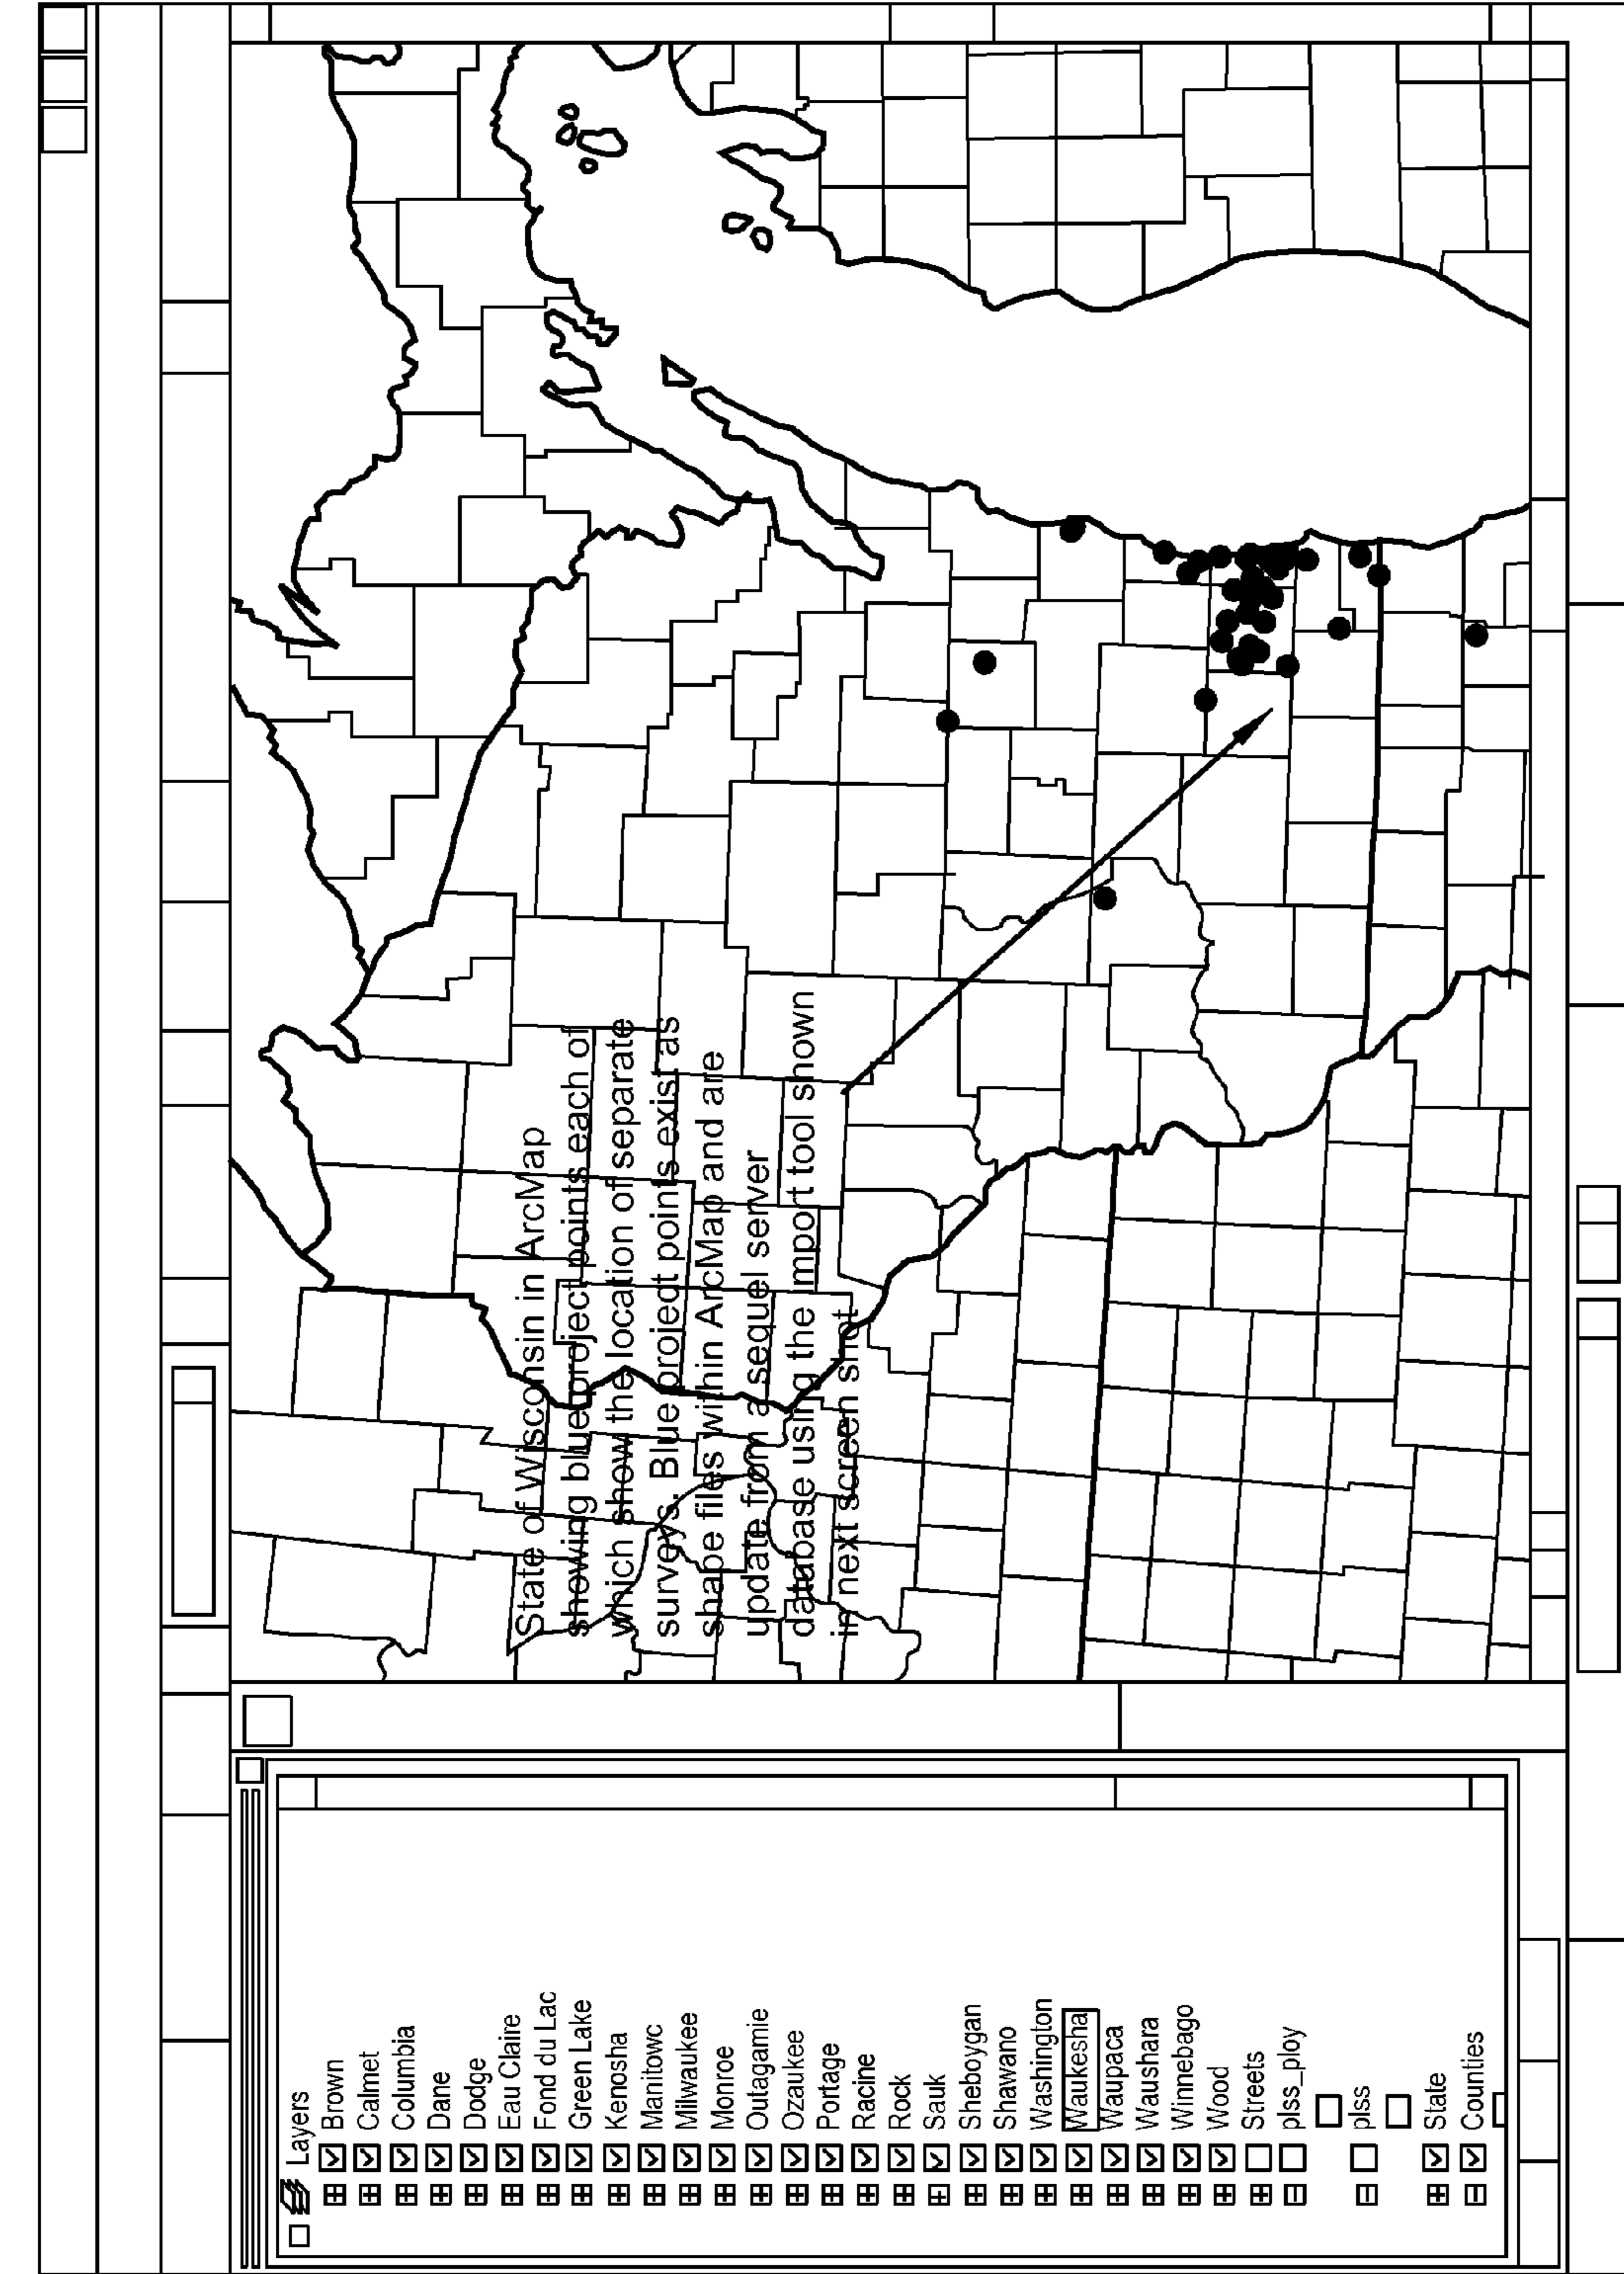 Layers
Brown
Calmet
Columbia
Dane
Dodge
Eau Claire
Fond du Lac
Green Lake
Kenosha
Manitowc
Milwaukee
Monroe
Outagamie
Ozaukee
Portage
Racine
Rock
Sauk
Sheboygan
Shawano
Washington
Waukesha
Waupaca
Waushara
Winnebago
Wood
Streets
plss_ploy
plss
State
Counties
State of Wisconsin in ArcMap
showing blue project points each of
which show the location of separate
surveys. Blue project points exist as
shape files within ArcMap and are
update from a sequel server
database using the import tool shown
in next screen shot